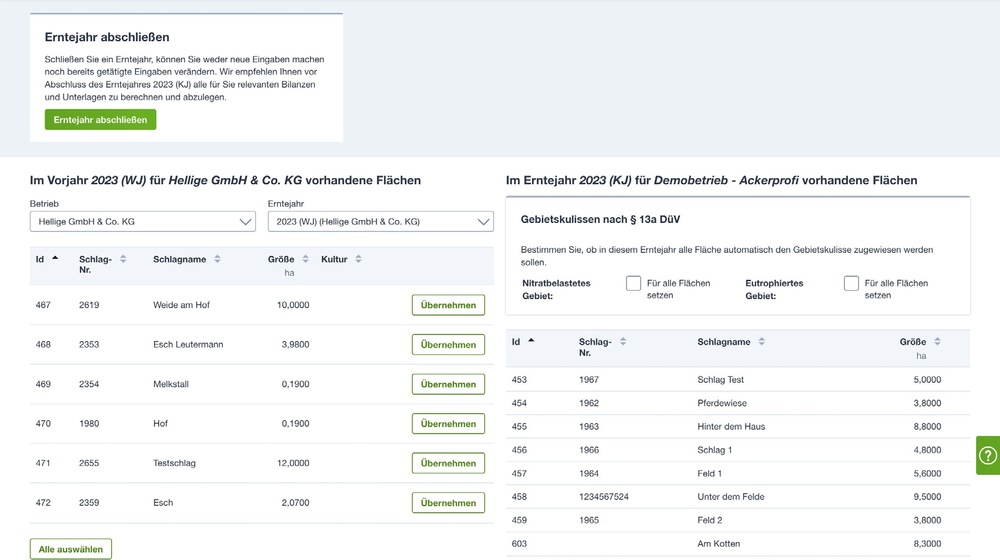 Erntejahr abschließen
Schließen Sie ein Erntejahr, können Sie weder neue Eingaben machen
noch bereits getätigte Eingaben verändern. Wir empfehlen Ihnen vor
Abschluss des Erntejahres 2023 (KJ) alle für Sie relevanten Bilanzen
und Unterlagen zu berechnen und abzulegen.
Erntejahr abschließen
Im Vorjahr 2023 (WJ) für Hellige GmbH & Co. KG vorhandene Flächen
Betrieb
Erntejahr
Hellige GmbH & Co. KG
2023 (WJ) (Hellige GmbH & Co. KG)
Id Schlag- Schlagname Größe Kultur
Nr. ha
467 2619 Weide am Hof 10,0000 Übernehmen
468 2353 Esch Leutermann 3,9800 Übernehmen
469 2354 Melkstall 0,1900 Übernehmen
470 1980 Hof 0,1900 Übernehmen
471 2655 Testschlag 12,0000 Übernehmen
472 2359 Esch 2,0700 Übernehmen
Alle auswählen
Im Erntejahr 2023 (KJ) für Demobetrieb - Ackerprofi vorhandene Flächen
Gebietskulissen nach § 13a DüV
Bestimmen Sie, ob in diesem Erntejahr alle Fläche automatisch den Gebietskulisse zugewiesen werden
sollen.
Nitratbelastetes Für alle Flächen Eutrophiertes Für alle Flächen
Gebiet: setzen Gebiet: setzen
Id Schlag- Schlagname Größe
Nr. ha
453 1967 Schlag Test 5,0000
454 1962 Pferdewiese 3,8000
455 1963 Hinter dem Haus 8,8000
456 1966 Schlag 1 4,8000
457 1964 Feld 1 5,6000
458 1234567524 Unter dem Felde 9,5000
459 1965 Feld 2 3,8000
603 Am Kotten 8,3000
?